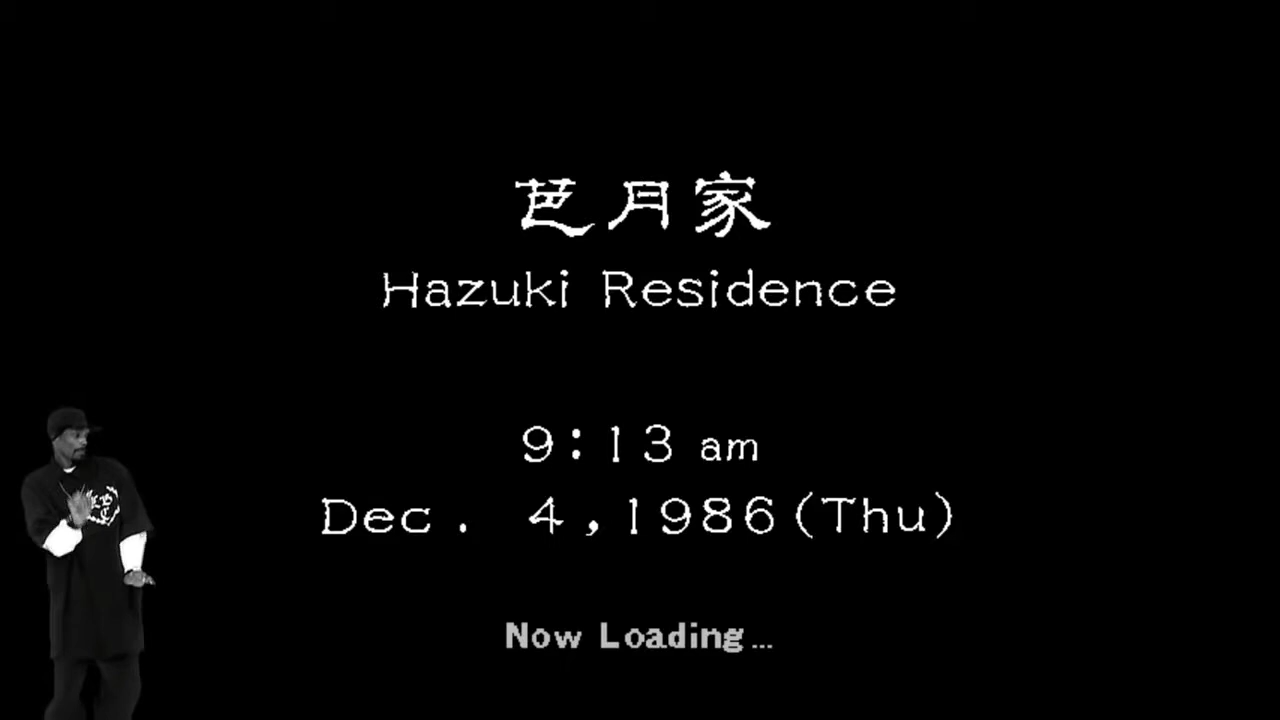 芭月家
Hazuki Residence
9:13 am
Dec. 4,1986(Thu)
Now Loading...